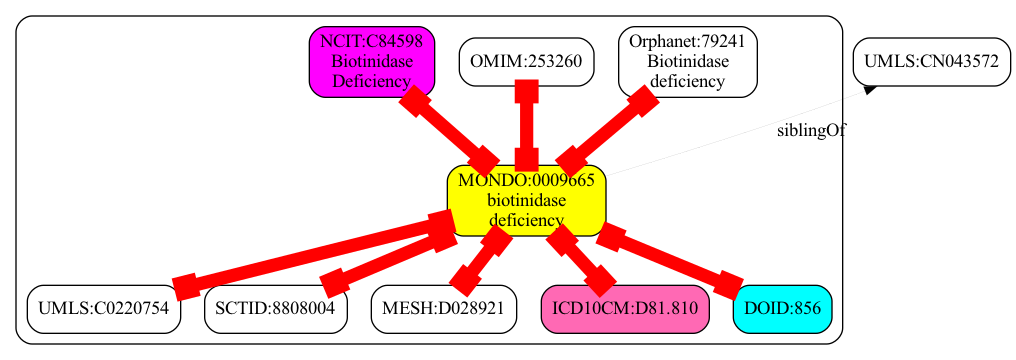 NCIT:C84598
Biotinidase
Deficiency
OMIM:253260
Orphanet:79241
Biotinidase
deficiency
UMLS:CN043572
siblingOf
MONDO:0009665
biotinidase
deficiency
UMLS:C0220754
SCTID:8808004
MESH:D028921
ICD10CM:D81.810
DOID:856